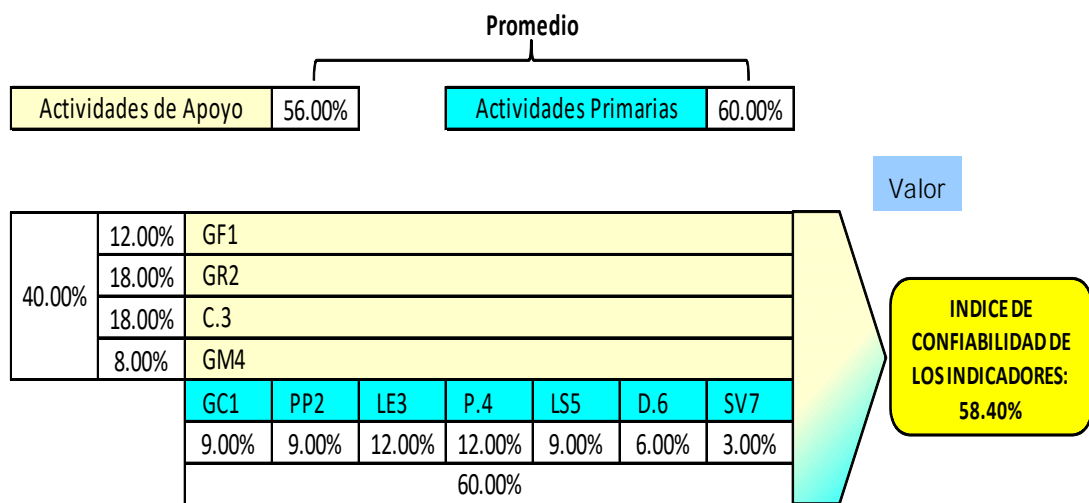 Promedio
Actividades de Apoyo 56.00% Actividades Primarias 60.00%
Valor
40.00%
12.00% GF1
18.00% GR2
18.00% C.3
8.00% GM4
INDICE DE
CONFIABILIDAD DE
LOS INDICADORES:
58.40%
GC1 PP2 LE3 P.4 LS5 D.6 SV7
9.00% 9.00% 12.00% 12.00% 9.00% 6.00% 3.00%
60.00%